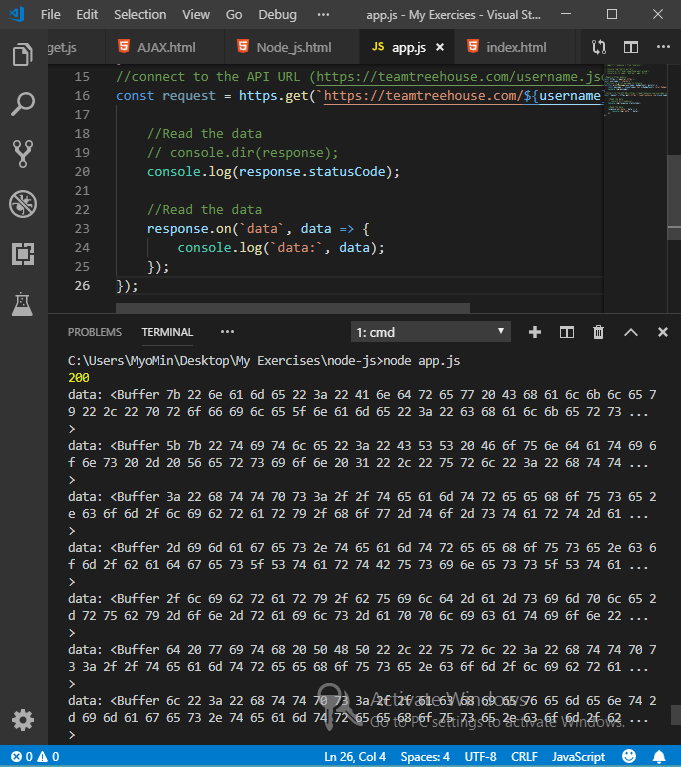 File Edit Selection View Go Debug ••• app.js - My Exercises - Visual St...
get.js AJAX.html Node_js.html JS app.js index.html •••
15 //connect to the API URL (https://teamtreehouse.com/username.js
16 const request = https.get(`https://teamtreehouse.com/${username
17
18 //Read the data
19 // console.dir(response);
20 console.log(response.statusCode);
21
22 //Read the data
23 response.on(`data`, data => {
24 console.log(`data:`, data);
25 });
26 });
PROBLEMS TERMINAL ••• 1: cmd
C:\Users\MyoMin\Desktop\My Exercises\node-js>node app.js
200
data: <Buffer 7b 22 6e 61 6d 65 22 3a 22 41 6e 64 72 65 77 20 43 68 61 6c 6b 6c 65 7
9 22 2c 22 70 72 6f 66 69 6c 65 5f 6e 61 6d 65 22 3a 22 63 68 61 6c 6b 65 72 73 ...
>
data: <Buffer 5b 7b 22 74 69 74 6c 65 22 3a 22 43 53 53 20 46 6f 75 6e 64 61 74 69 6
f 6e 73 20 2d 20 56 65 72 73 69 6f 6e 20 31 22 2c 22 75 72 6c 22 3a 22 68 74 74 ...
>
data: <Buffer 3a 22 68 74 74 70 73 3a 2f 2f 74 65 61 6d 74 72 65 65 68 6f 75 73 65 2
e 63 6f 6d 2f 6c 69 62 72 61 72 79 2f 68 6f 77 2d 74 6f 2d 73 74 61 72 74 2d 61 ...
>
data: <Buffer 2d 69 6d 61 67 65 73 2e 74 65 61 6d 74 72 65 65 68 6f 75 73 65 2e 63 6
f 6d 2f 62 61 64 67 65 73 5f 53 74 61 72 74 42 75 73 69 6e 65 73 73 5f 53 74 61 ...
>
data: <Buffer 2f 6c 69 62 72 61 72 79 2f 62 75 69 6c 64 2d 61 2d 73 69 6d 70 6c 65 2
d 72 75 62 79 2d 6f 6e 2d 72 61 69 6c 73 2d 61 70 70 6c 69 63 61 74 69 6f 6e 22 ...
>
data: <Buffer 64 20 77 69 74 68 20 50 48 50 22 2c 22 75 72 6c 22 3a 22 68 74 74 70 7
3 3a 2f 2f 74 65 61 6d 74 72 65 65 68 6f 75 73 65 2e 63 6f 6d 2f 6c 69 62 72 61 ...
>
data: <Buffer 6c 22 3a 22 68 74 74 70 73 3a 2f 2f 61 63 68 69 65 76 65 6d 65 6e 74 2
d 69 6d 61 67 65 73 2e 74 65 61 6d 74 72 65 65 68 6f 75 73 65 2e 63 6f 6d 2f 62 ...
>
Activate Windows
Go to PC settings to activate Windows.
0 0 Ln 26, Col 4 Spaces: 4 UTF-8 CRLF JavaScript